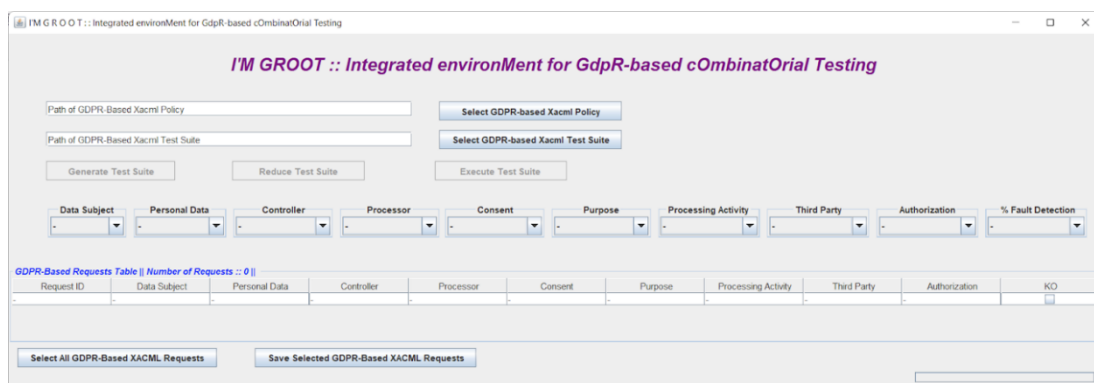 I'M G R O O T : : Integrated environMent for GdpR-based cOmbinatOrial Testing
I'M GROOT :: Integrated environMent for GdpR-based cOmbinatOrial Testing
Path of GDPR-Based Xacml Policy Select GDPR-based Xacml Policy
Path of GDPR-Based Xacml Test Suite Select GDPR-based Xacml Test Suite
Generate Test Suite Reduce Test Suite Execute Test Suite
Data Subject Personal Data Controller Processor Consent Purpose Processing Activity Third Party Authorization % Fault Detection
- - - - - - - - - -
GDPR-Based Requests Table || Number of Requests :: 0 ||
Request ID Data Subject Personal Data Controller Processor Consent Purpose Processing Activity Third Party Authorization KO
- - - - - - - - - -
Select All GDPR-Based XACML Requests Save Selected GDPR-Based XACML Requests